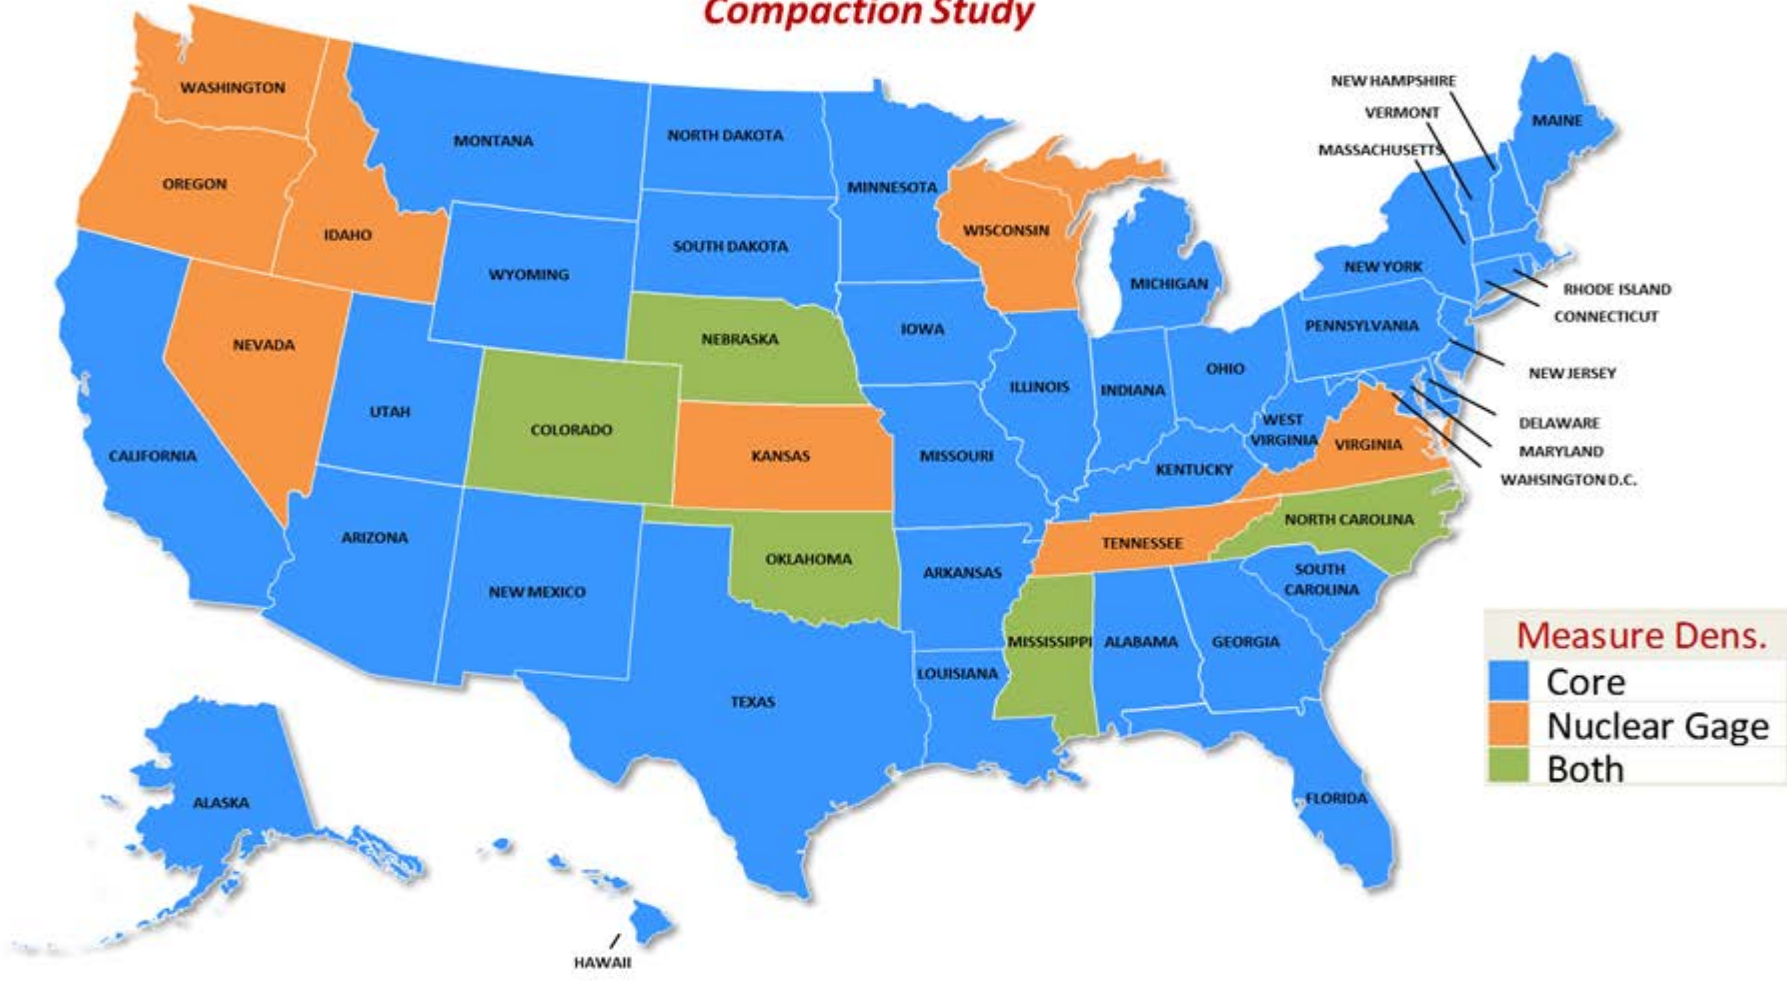 Compaction Study
WASHINGTON
OREGON
IDAHO
MONTANA
NORTH DAKOTA
MINNESOTA
SOUTH DAKOTA
WYOMING
WISCONSIN
MICHIGAN
NEW HAMPSHIRE
VERMONT
MASSACHUSETTS
MAINE
NEW YORK
RHODE ISLAND
CONNECTICUT
PENNSYLVANIA
NEW JERSEY
DELAWARE
MARYLAND
WAHSINGTON D.C.
NEVADA
UTAH
CALIFORNIA
COLORADO
NEBRASKA
KANSAS
IOWA
ILLINOIS
INDIANA
OHIO
WEST
VIRGINIA
VIRGINIA
KENTUCKY
MISSOURI
ARIZONA
NEW MEXICO
OKLAHOMA
ARKANSAS
TENNESSEE
NORTH CAROLINA
SOUTH
CAROLINA
MISSISSIPPI
ALABAMA
GEORGIA
LOUISIANA
TEXAS
FLORIDA
ALASKA
HAWAII
Measure Dens.
Core
Nuclear Gage
Both